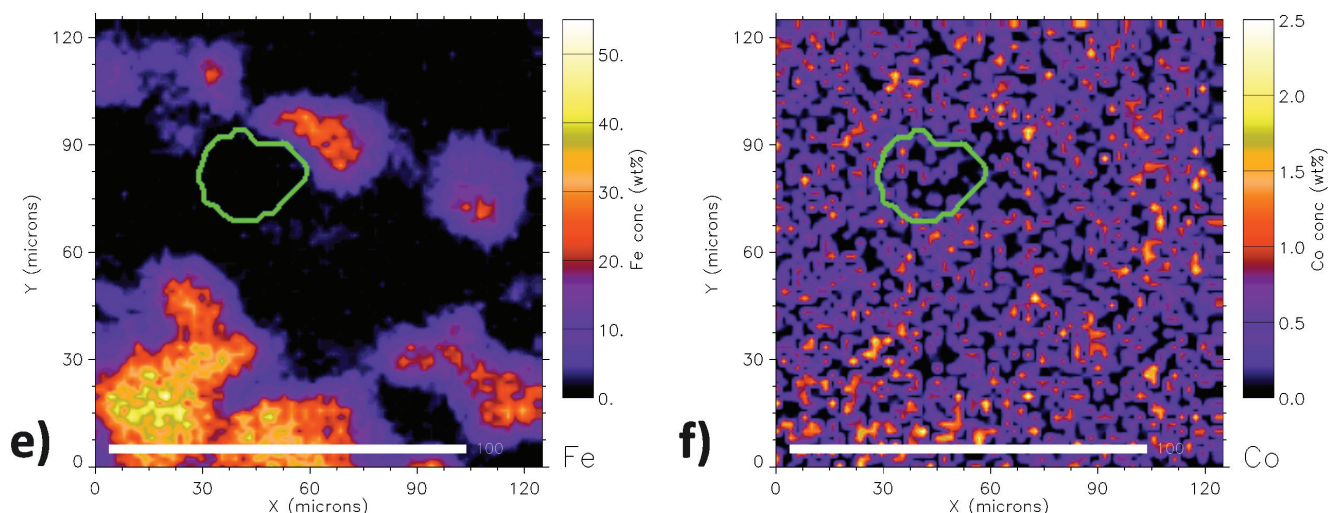 120
90
60
30
0
Y (microns)
0 30 60 90 120
X (microns)
50.
40.
30.
20.
10.
0.
Fe conc (wt%)
100
Fe
e)
120
90
60
30
0
Y (microns)
0 30 60 90 120
X (microns)
2.5
2.0
1.5
1.0
0.5
0.0
Co conc (wt%)
100
Co
f)